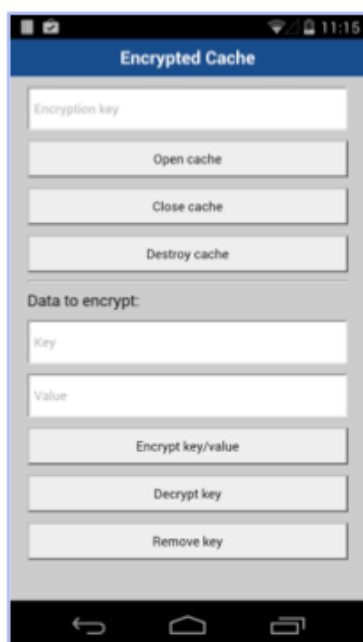 11:15
Encrypted Cache
Encryption key
Open cache
Close cache
Destroy cache
Data to encrypt:
Key
Value
Encrypt key/value
Decrypt key
Remove key